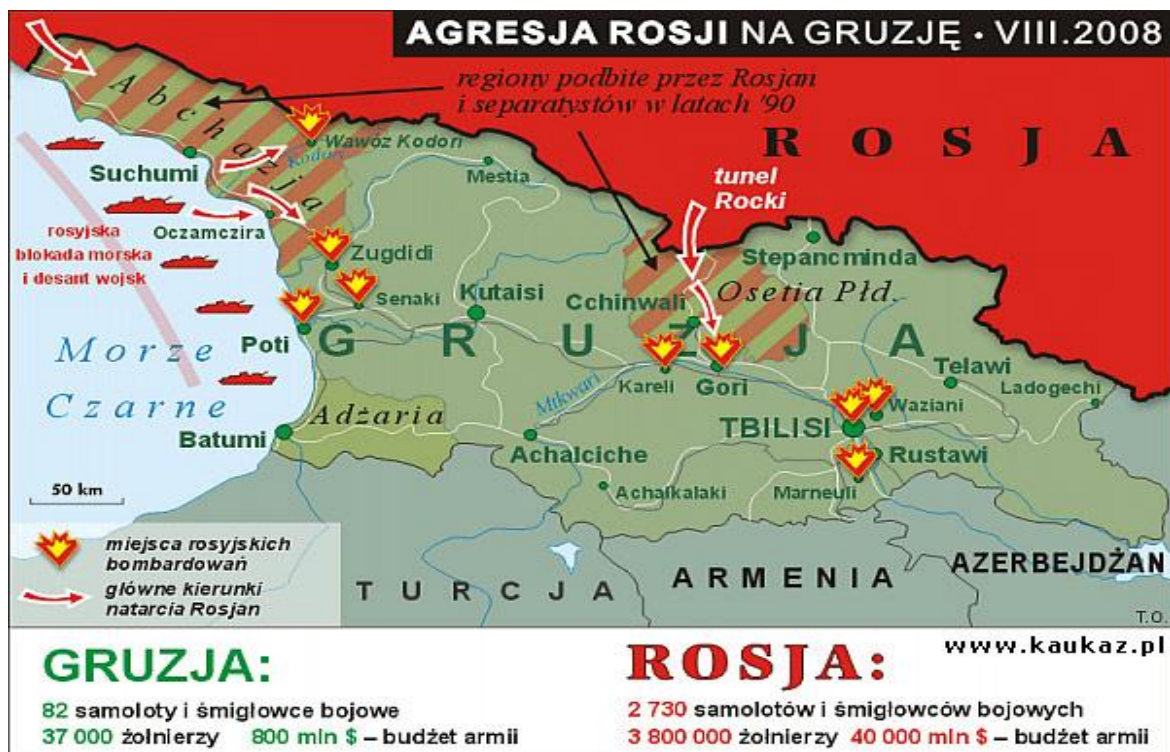 AGRESJA ROSJI NA GRUZJĘ · VIII.2008
regiony podbite przez Rosjan
i separatystów w latach '90
ROSJA
Abchazja
Wąwóz Kodori
Kodori
Suchumi
Mestia
tunel
Rocki
Oczamczira
rosyjska
blokada morska
i desant wojsk
Zugdidi
Stepancminda
Senaki
Kutaisi
Cchinwali
Osetia Płd.
Poti
GRUZJA
Morze
Czarne
Kareli
Gori
Telawi
Ladogechi
Mtkwari
Adżaria
Waziani
Batumi
TBILISI
Achalciche
Rustawi
50 km
Achalkalaki
Marneuli
miejsca rosyjskich
bombardowań
główne kierunki
natarcia Rosjan
TURCJA
ARMENIA
AZERBEJDŻAN
T.O.
www.kaukaz.pl
GRUZJA:
82 samoloty i śmigłowce bojowe
37 000 żołnierzy 800 mln $ – budżet armii
ROSJA:
2 730 samolotów i śmigłowców bojowych
3 800 000 żołnierzy 40 000 mln $ – budżet armii